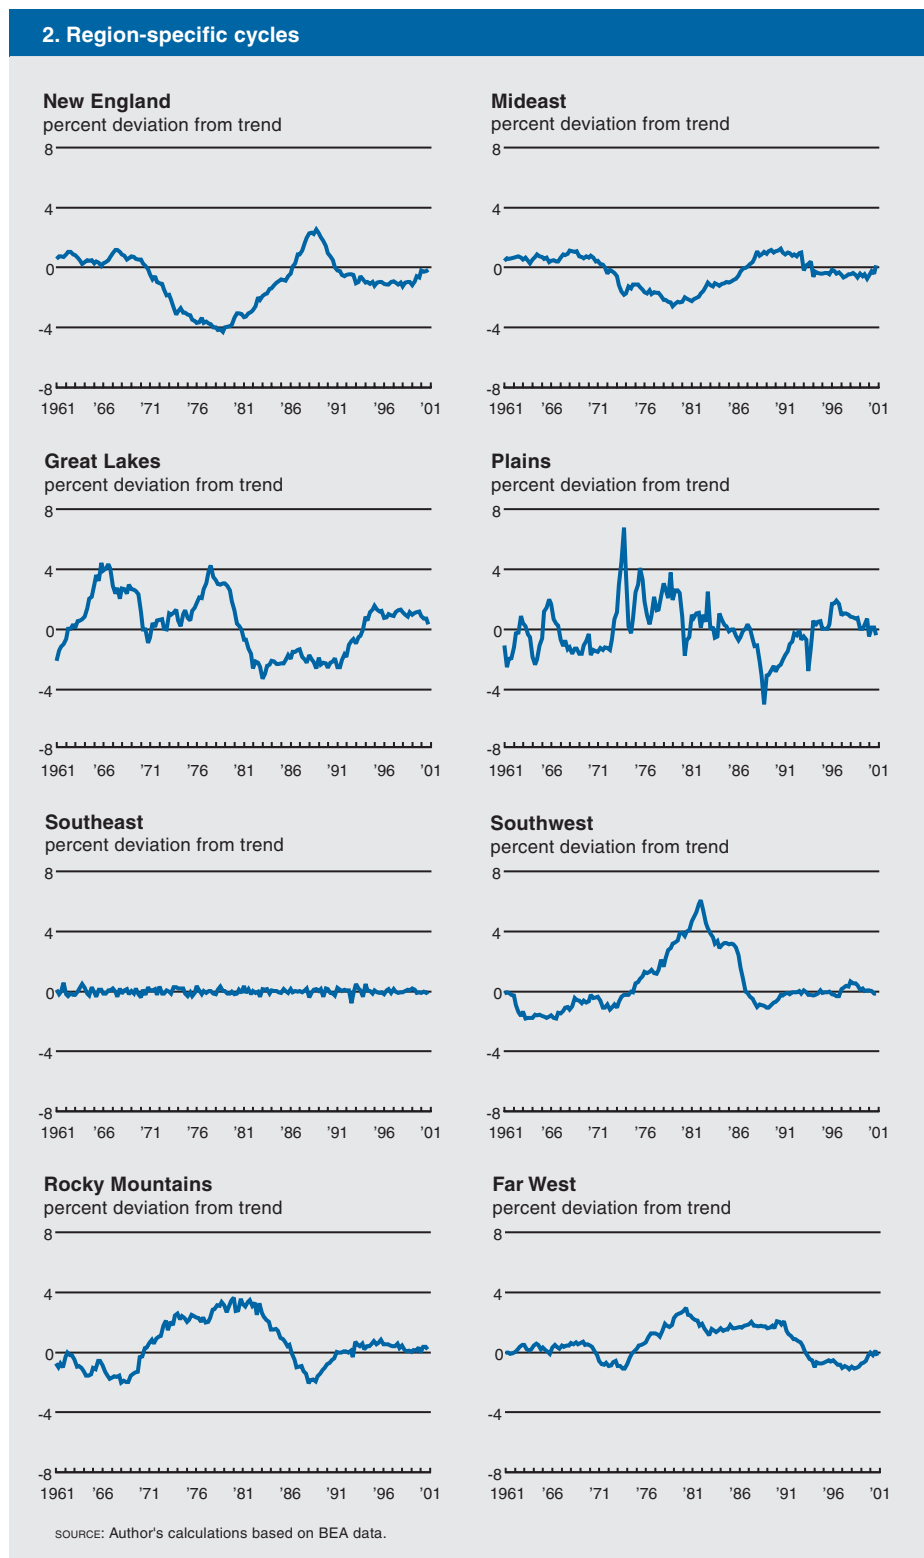 2. Region-specific cycles
New England
percent deviation from trend
8
4
0
-4
-8
1961 ’66 ’71 ’76 ’81 ’86 ’91 ’96 ’01
Mideast
percent deviation from trend
8
4
0
-4
-8
1961 ’66 ’71 ’76 ’81 ’86 ’91 ’96 ’01
Great Lakes
percent deviation from trend
8
4
0
-4
-8
1961 ’66 ’71 ’76 ’81 ’86 ’91 ’96 ’01
Plains
percent deviation from trend
8
4
0
-4
-8
1961 ’66 ’71 ’76 ’81 ’86 ’91 ’96 ’01
Southeast
percent deviation from trend
8
4
0
-4
-8
1961 ’66 ’71 ’76 ’81 ’86 ’91 ’96 ’01
Southwest
percent deviation from trend
8
4
0
-4
-8
1961 ’66 ’71 ’76 ’81 ’86 ’91 ’96 ’01
Rocky Mountains
percent deviation from trend
8
4
0
-4
-8
1961 ’66 ’71 ’76 ’81 ’86 ’91 ’96 ’01
Far West
percent deviation from trend
8
4
0
-4
-8
1961 ’66 ’71 ’76 ’81 ’86 ’91 ’96 ’01
SOURCE: Author's calculations based on BEA data.